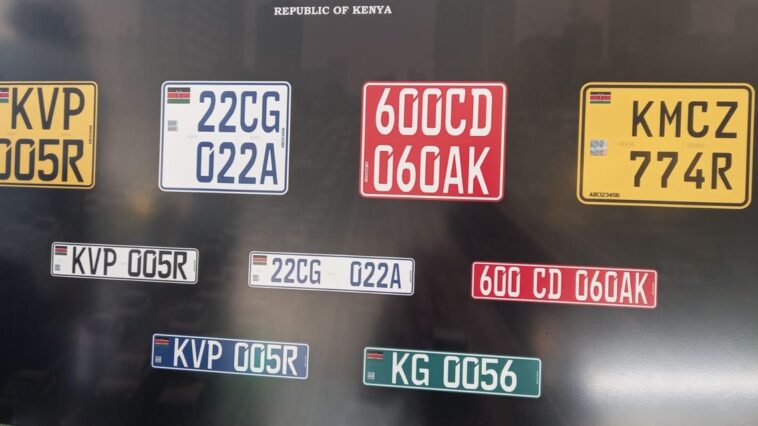 REPUBLIC OF KENYA
KVP
005R
22CG
022A
600CD
060AK
KMCZ
774R
ABC123456
KVP 005R
22CG 022A
600 CD 060AK
KVP 005R
KG 0056